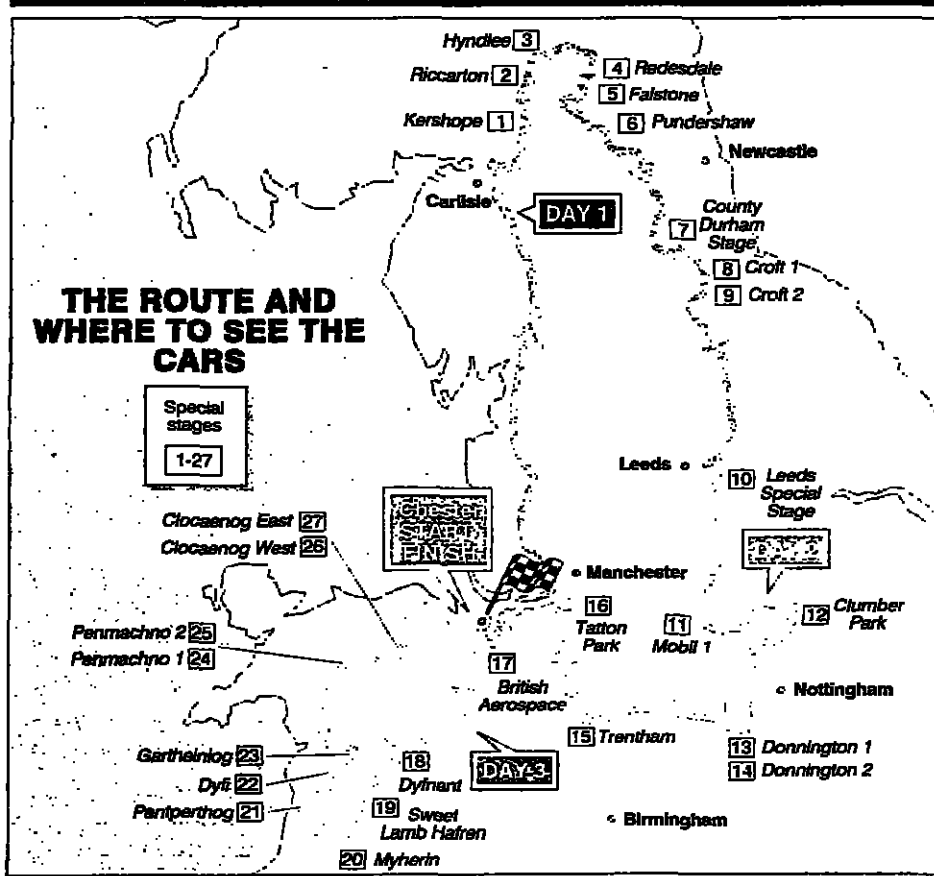 Hyndlee 3
Riccarton 2
Kershope 1
4 Redesdale
5 Falstone
6 Pundershaw
Newcastle
Carlisle
DAY 1
7 County
Durham
Stage
8 Croft 1
9 Croft 2
THE ROUTE AND
WHERE TO SEE THE
CARS
Special
stages
1-27
Leeds
10 Leeds
Special
Stage
Clocaenog East 27
Clocaenog West 26
Chester
START
FINISH
Manchester
DAY 2
16
Tatton
Park
11
Mobil 1
12 Clumber
Park
Penmachno 2 25
Penmachno 1 24
17
British
Aerospace
Nottingham
15 Trentham
13 Donnington 1
14 Donnington 2
Gartheiniog 23
Dyfi 22
Pantperthog 21
18
Dyfnant
DAY 3
19 Sweet
Lamb Hafren
20 Myherin
Birmingham